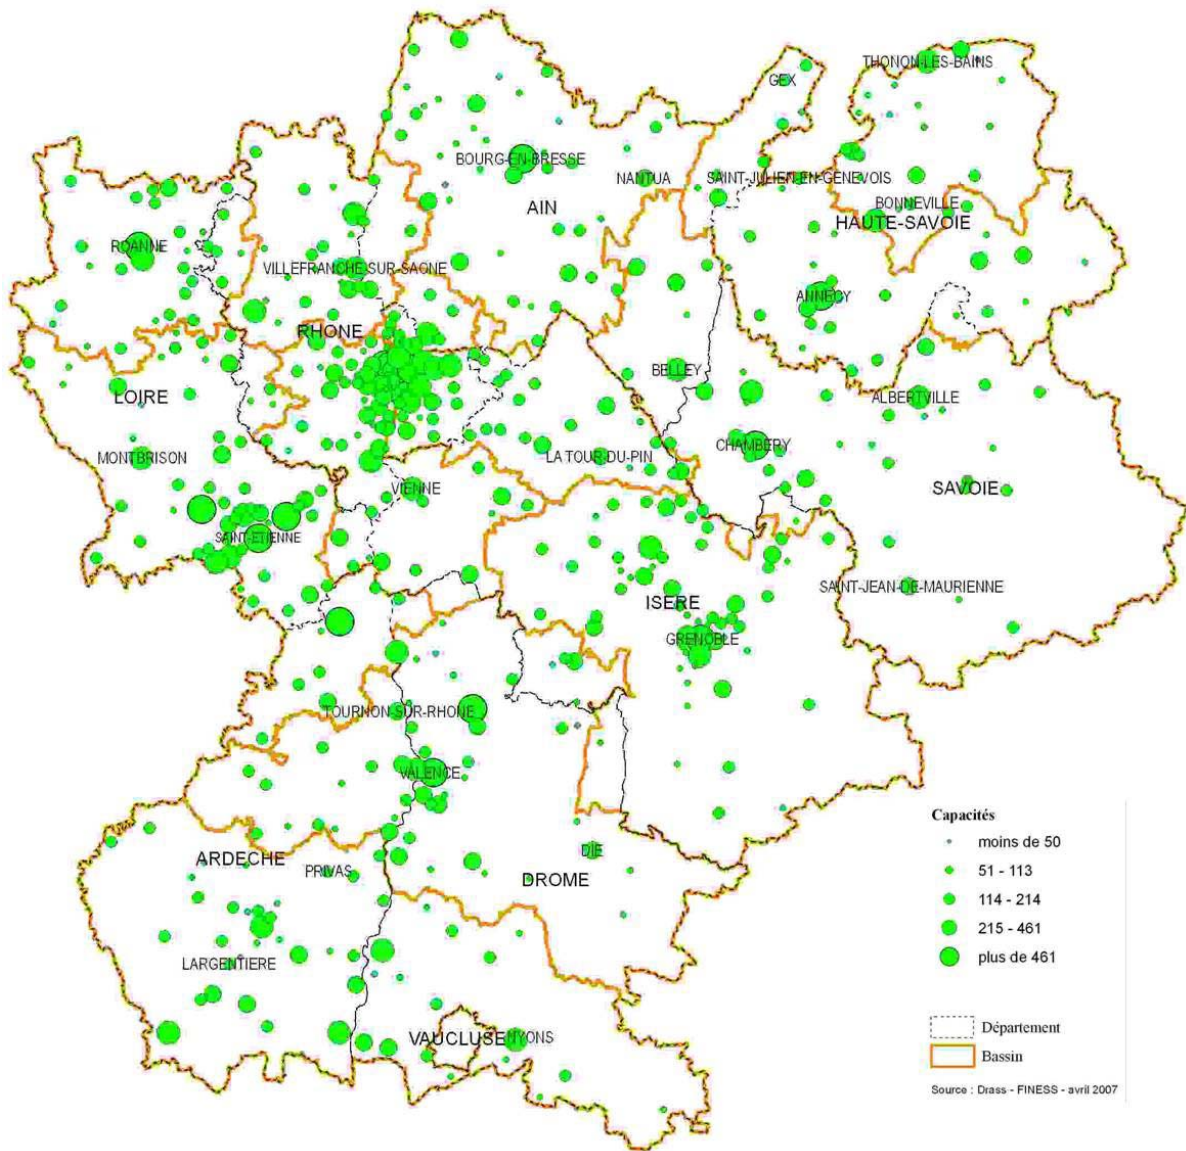 THONON-LES-BAINS
GEX
BOURG-EN-BRESSE
NANTUA
SAINT-JULIEN-EN-GENEVOIS
AIN
BONNEVILLE
HAUTE-SAVOIE
ROANNE
VILLEFRANCHE-SUR-SAONE
ANNECY
RHONE
BELLEY
LOIRE
ALBERTVILLE
CHAMBERY
MONTBRISON
LA TOUR-DU-PIN
VIENNE
SAVOIE
SAINT-ETIENNE
SAINT-JEAN-DE-MAURIENNE
ISERE
GRENOBLE
TOURNON-SUR-RHONE
VALENCE
Capacités
moins de 50
51 - 113
114 - 214
215 - 461
plus de 461
DIE
ARDECHE
PRIVAS
DROME
LARGENTIERE
VAUCLUSE
NYONS
Département
Bassin
Source : Drass - FINESS - avril 2007